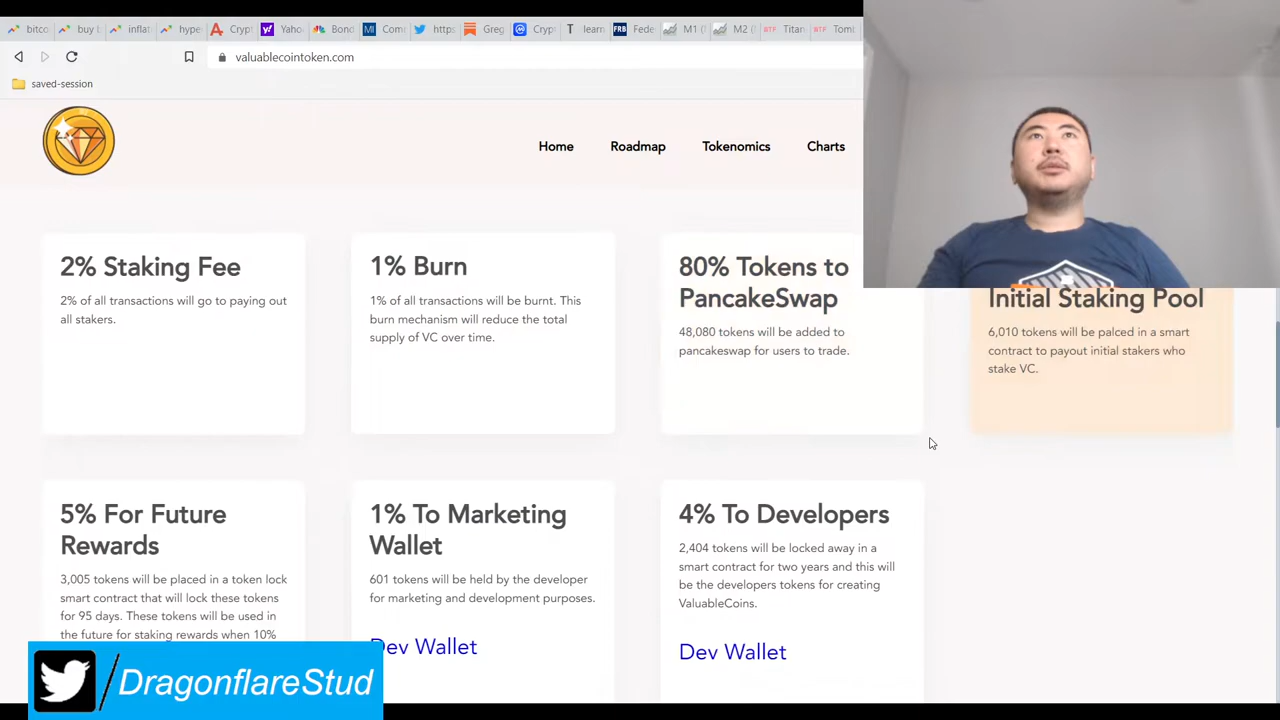 bitco
buy t
inflat
hype
Crypt
Yaho
Bond
Com
https
Greg
Crypt
learn
Fede
M1 (
M2 (
Titan
Tomi
valuablecointoken.com
saved-session
Home
Roadmap
Tokenomics
Charts
2% Staking Fee
2% of all transactions will go to paying out
all stakers.
1% Burn
1% of all transactions will be burnt. This
burn mechanism will reduce the total
supply of VC over time.
80% Tokens to
PancakeSwap
48,080 tokens will be added to
pancakeswap for users to trade.
Initial Staking Pool
6,010 tokens will be palced in a smart
contract to payout initial stakers who
stake VC.
5% For Future
Rewards
3,005 tokens will be placed in a token lock
smart contract that will lock these tokens
for 95 days. These tokens will be used in
the future for staking rewards when 10%
1% To Marketing
Wallet
601 tokens will be held by the developer
for marketing and development purposes.
Dev Wallet
4% To Developers
2,404 tokens will be locked away in a
smart contract for two years and this will
be the developers tokens for creating
ValuableCoins.
Dev Wallet
/DragonflareStud